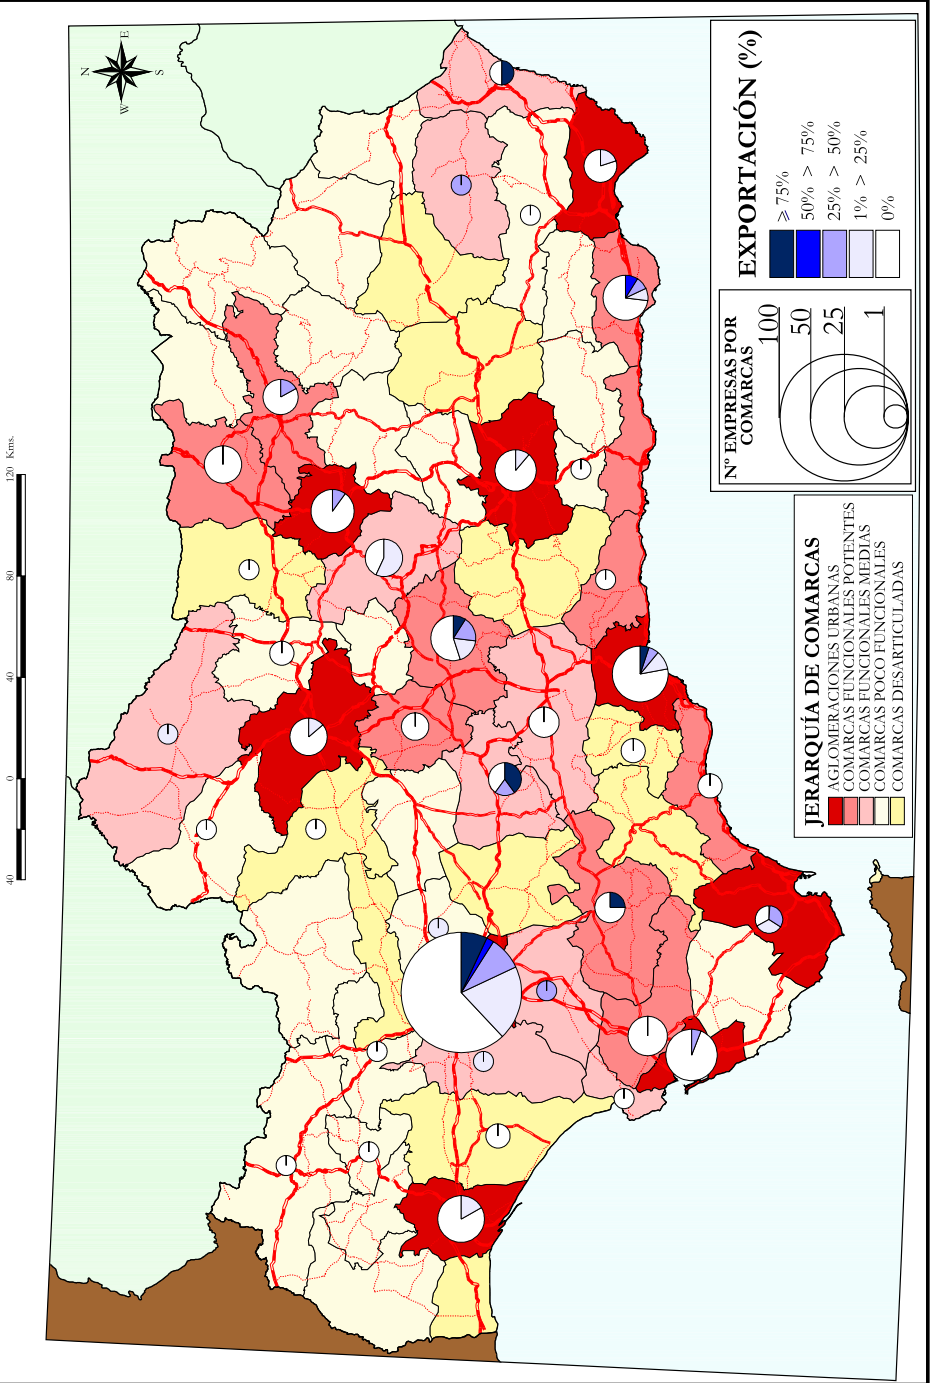 N
E
S
W
40
0
40
80
120 Kms.
EXPORTACIÓN (%)
≥ 75%
50% > 75%
25% > 50%
1% > 25%
0%
Nº EMPRESAS POR
COMARCAS
100
50
25
1
JERARQUÍA DE COMARCAS
AGLOMERACIONES URBANAS
COMARCAS FUNCIONALES POTENTES
COMARCAS FUNCIONALES MEDIAS
COMARCAS POCO FUNCIONALES
COMARCAS DESARTICULADAS